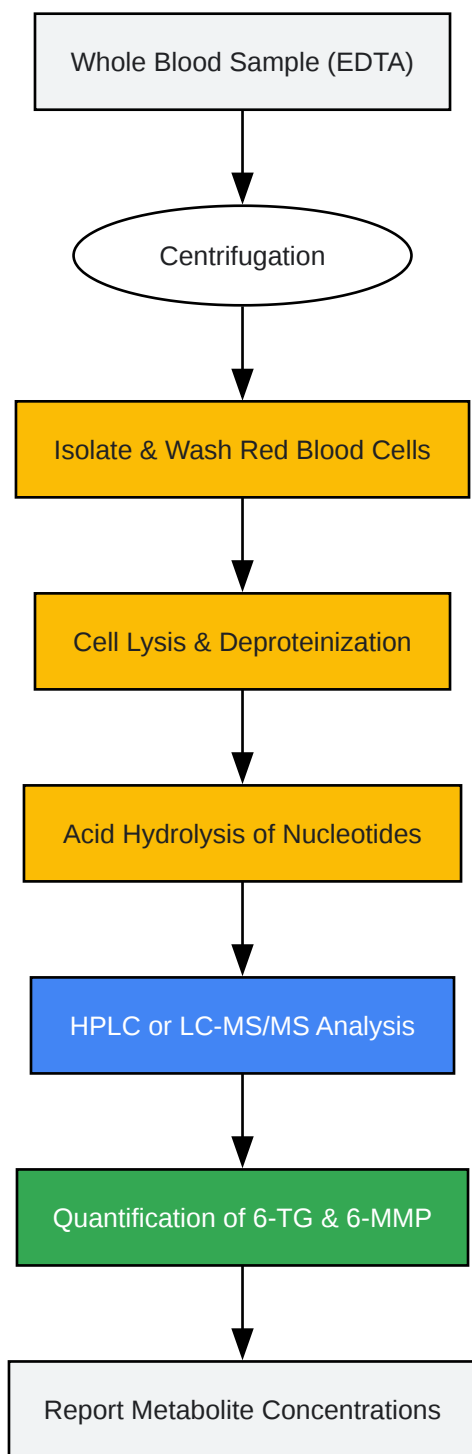 Whole Blood Sample (EDTA)
Centrifugation
Isolate & Wash Red Blood Cells
Cell Lysis & Deproteinization
Acid Hydrolysis of Nucleotides
HPLC or LC-MS/MS Analysis
Quantification of 6-TG & 6-MMP
Report Metabolite Concentrations